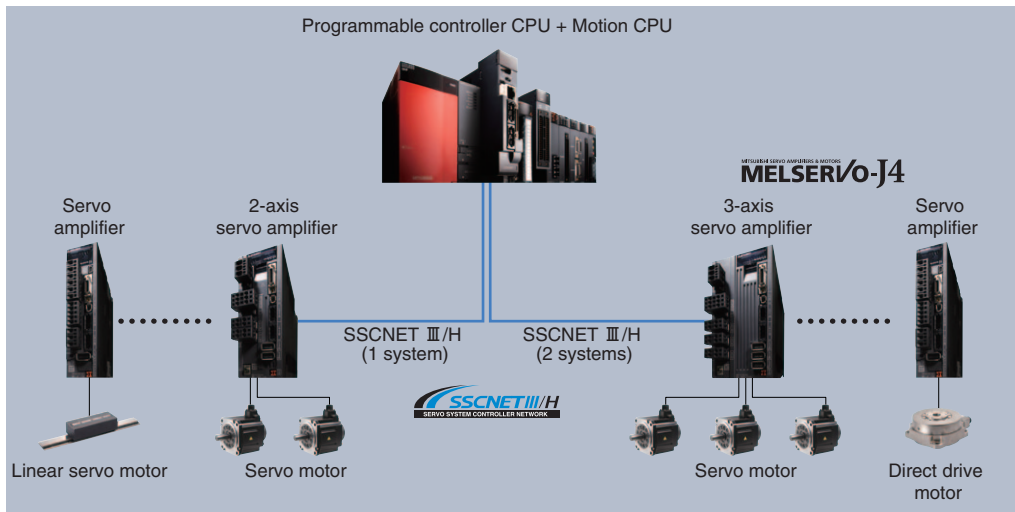 Programmable controller CPU + Motion CPU
MITSUBISHI SERVO AMPLIFIERS & MOTORS
MELSERVO-J4
Servo
amplifier
2-axis
servo amplifier
3-axis
servo amplifier
Servo
amplifier
SSCNET Ⅲ/H
(1 system)
SSCNET Ⅲ/H
(2 systems)
SSCNETⅢ/H
SERVO SYSTEM CONTROLLER NETWORK
Linear servo motor
Servo motor
Servo motor
Direct drive
motor